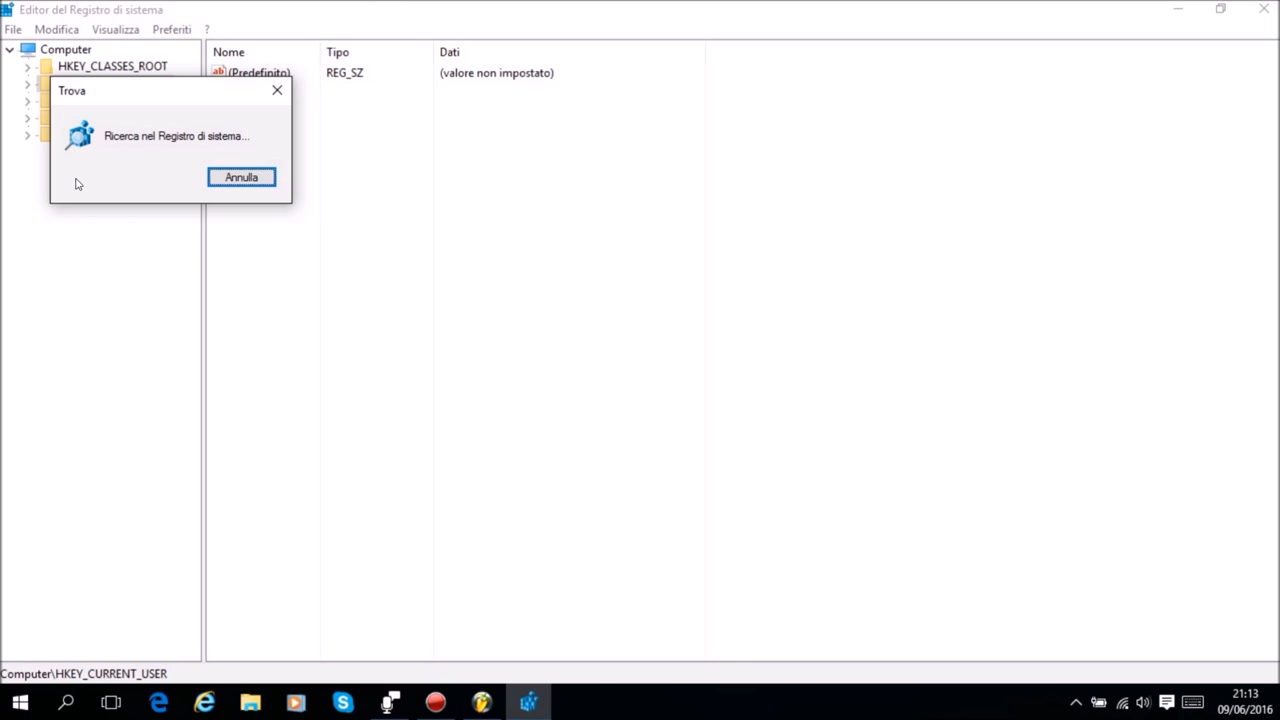 Editor del Registro di sistema
File Modifica Visualizza Preferiti ?
Computer
HKEY_CLASSES_ROOT
Nome Tipo Dati
(Predefinito) REG_SZ (valore non impostato)
Trova
Ricerca nel Registro di sistema...
Annulla
Computer\HKEY_CURRENT_USER
21:13
09/06/2016